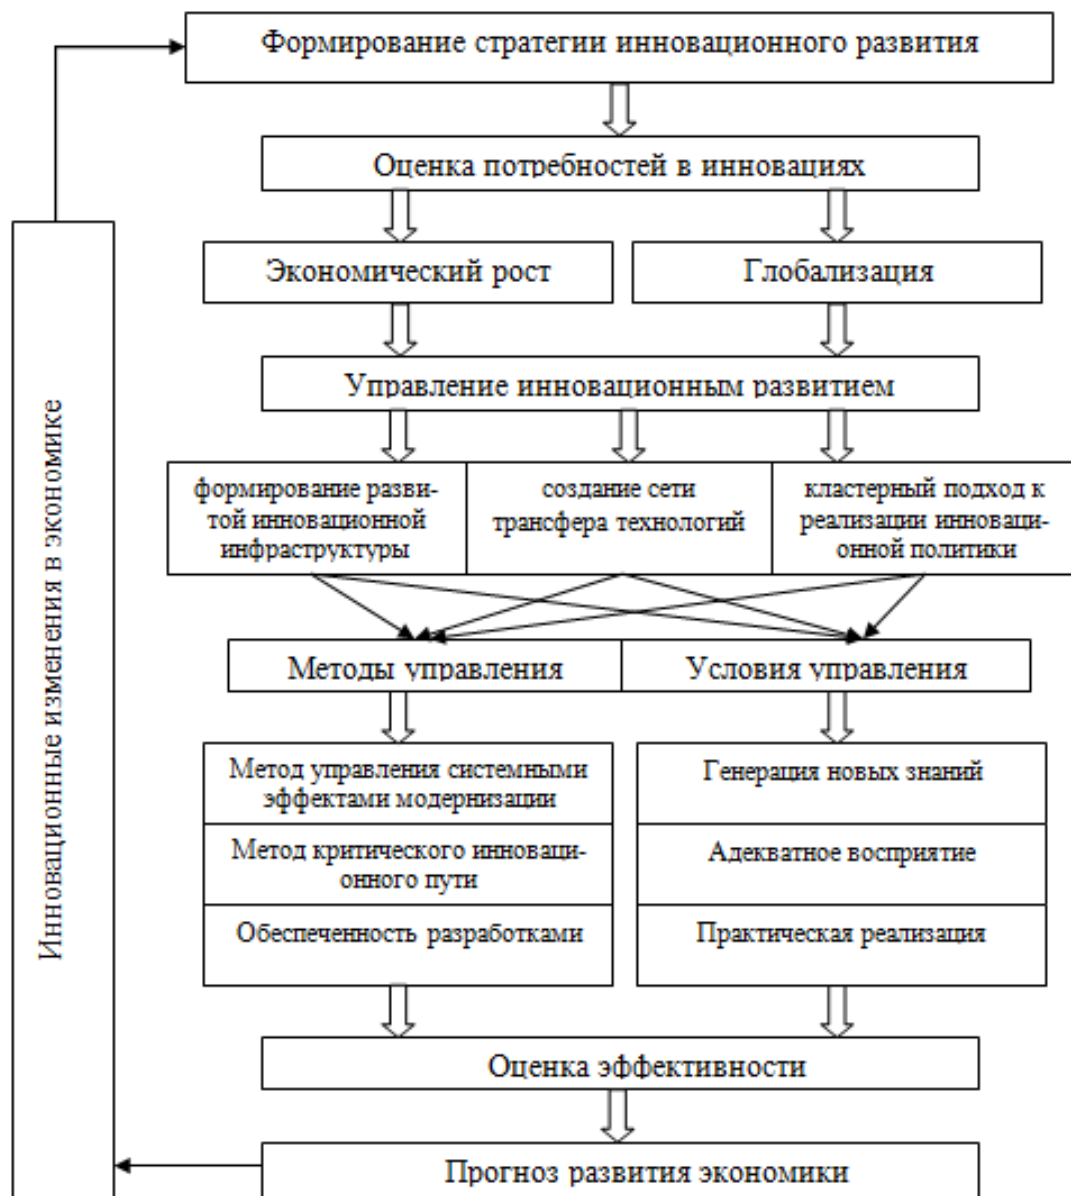 Формирование стратегии инновационного развития
Оценка потребностей в инновациях
Экономический рост
Глобализация
Управление инновационным развитием
формирование разви-
той инновационной
инфраструктуры
создание сети
трансфера технологий
кластерный подход к
реализации инноваци-
онной политики
Методы управления
Условия управления
Метод управления системными
эффектами модернизации
Метод критического инноваци-
онного пути
Обеспеченность разработками
Генерация новых знаний
Адекватное восприятие
Практическая реализация
Оценка эффективности
Прогноз развития экономики
Инновационные изменения в экономике